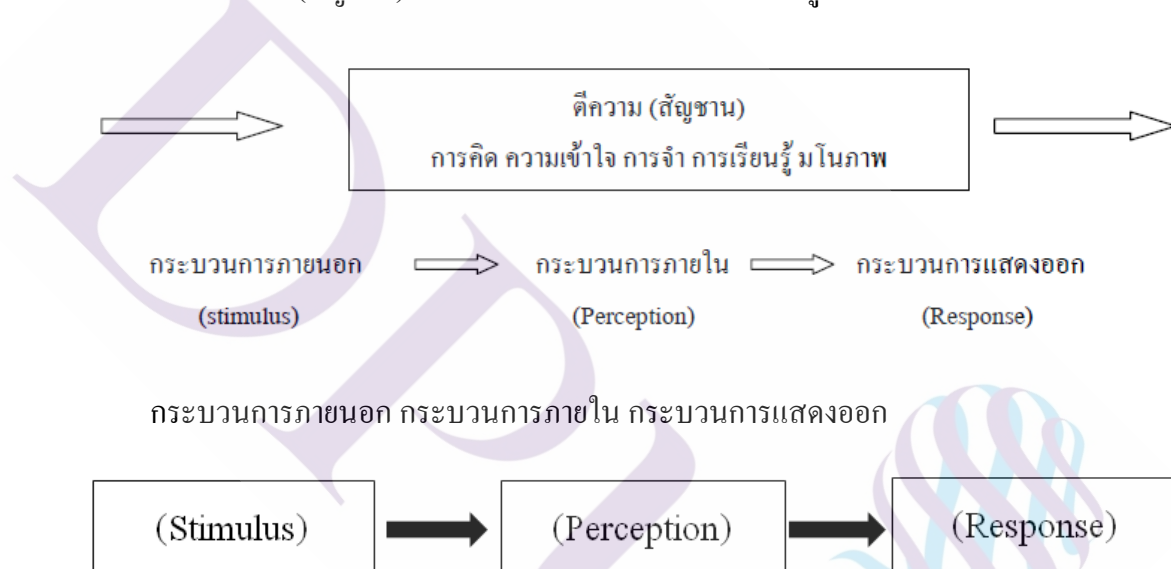 ตีความ (สัญชาน)
การคิด ความเข้าใจ การจำ การเรียนรู้ มโนภาพ
กระบวนการภายนอก กระบวนการภายใน กระบวนการแสดงออก
(stimulus) (Perception) (Response)
กระบวนการภายนอก กระบวนการภายใน กระบวนการแสดงออก
(Stimulus) (Perception) (Response)